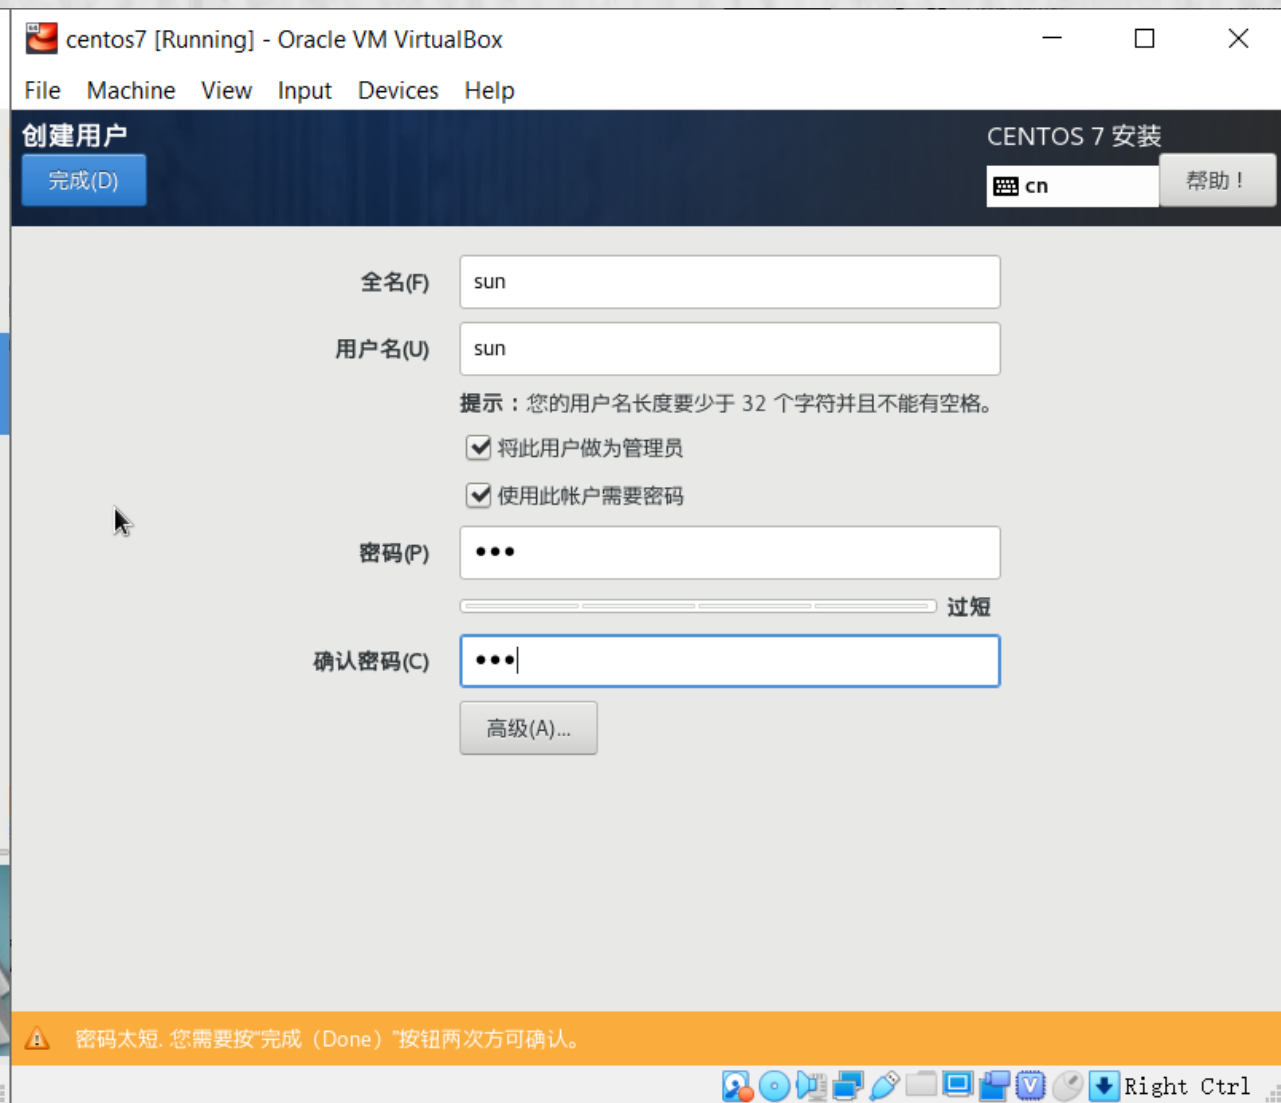 centos7 [Running] - Oracle VM VirtualBox
File Machine View Input Devices Help
创建用户
CENTOS 7 安装
完成(D)
cn
帮助！
全名(F)
sun
用户名(U)
sun
提示：您的用户名长度要少于 32 个字符并且不能有空格。
将此用户做为管理员
使用此帐户需要密码
密码(P)
过短
确认密码(C)
高级(A)...
密码太短. 您需要按“完成（Done）”按钮两次方可确认。
Right Ctrl